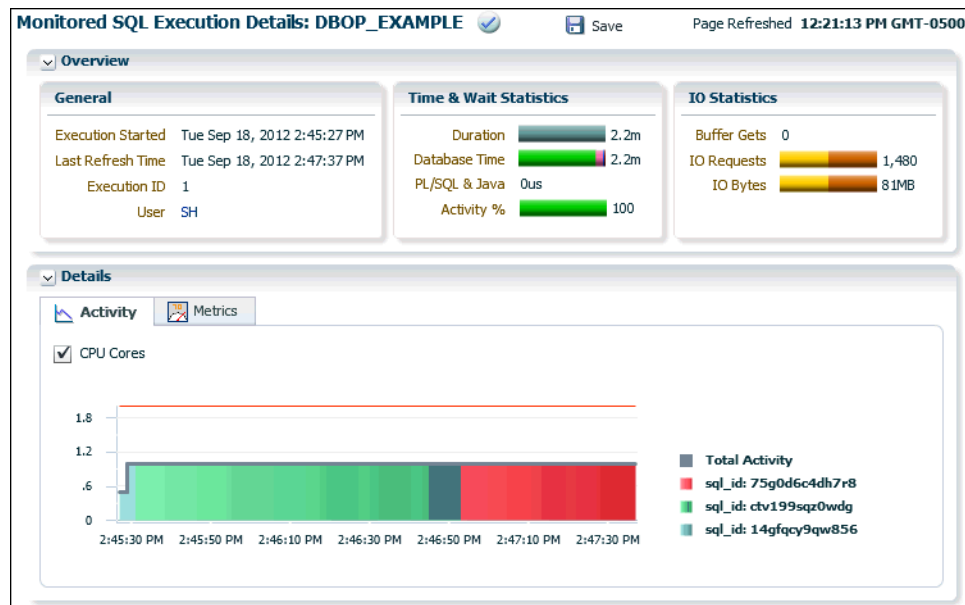 Monitored SQL Execution Details: DBOP_EXAMPLE
Save
Page Refreshed 12:21:13 PM GMT-0500
Overview
General
Execution Started Tue Sep 18, 2012 2:45:27 PM
Last Refresh Time Tue Sep 18, 2012 2:47:37 PM
Execution ID 1
User SH
Time & Wait Statistics
Duration 2.2m
Database Time 2.2m
PL/SQL & Java 0us
Activity % 100
IO Statistics
Buffer Gets 0
IO Requests 1,480
IO Bytes 81MB
Details
Activity
Metrics
CPU Cores
1.8
1.2
.6
0
2:45:30 PM 2:45:50 PM 2:46:10 PM 2:46:30 PM 2:46:50 PM 2:47:10 PM 2:47:30 PM
Total Activity
sql_id: 75g0d6c4dh7r8
sql_id: ctv199sqz0wdg
sql_id: 14gfqcy9qw856